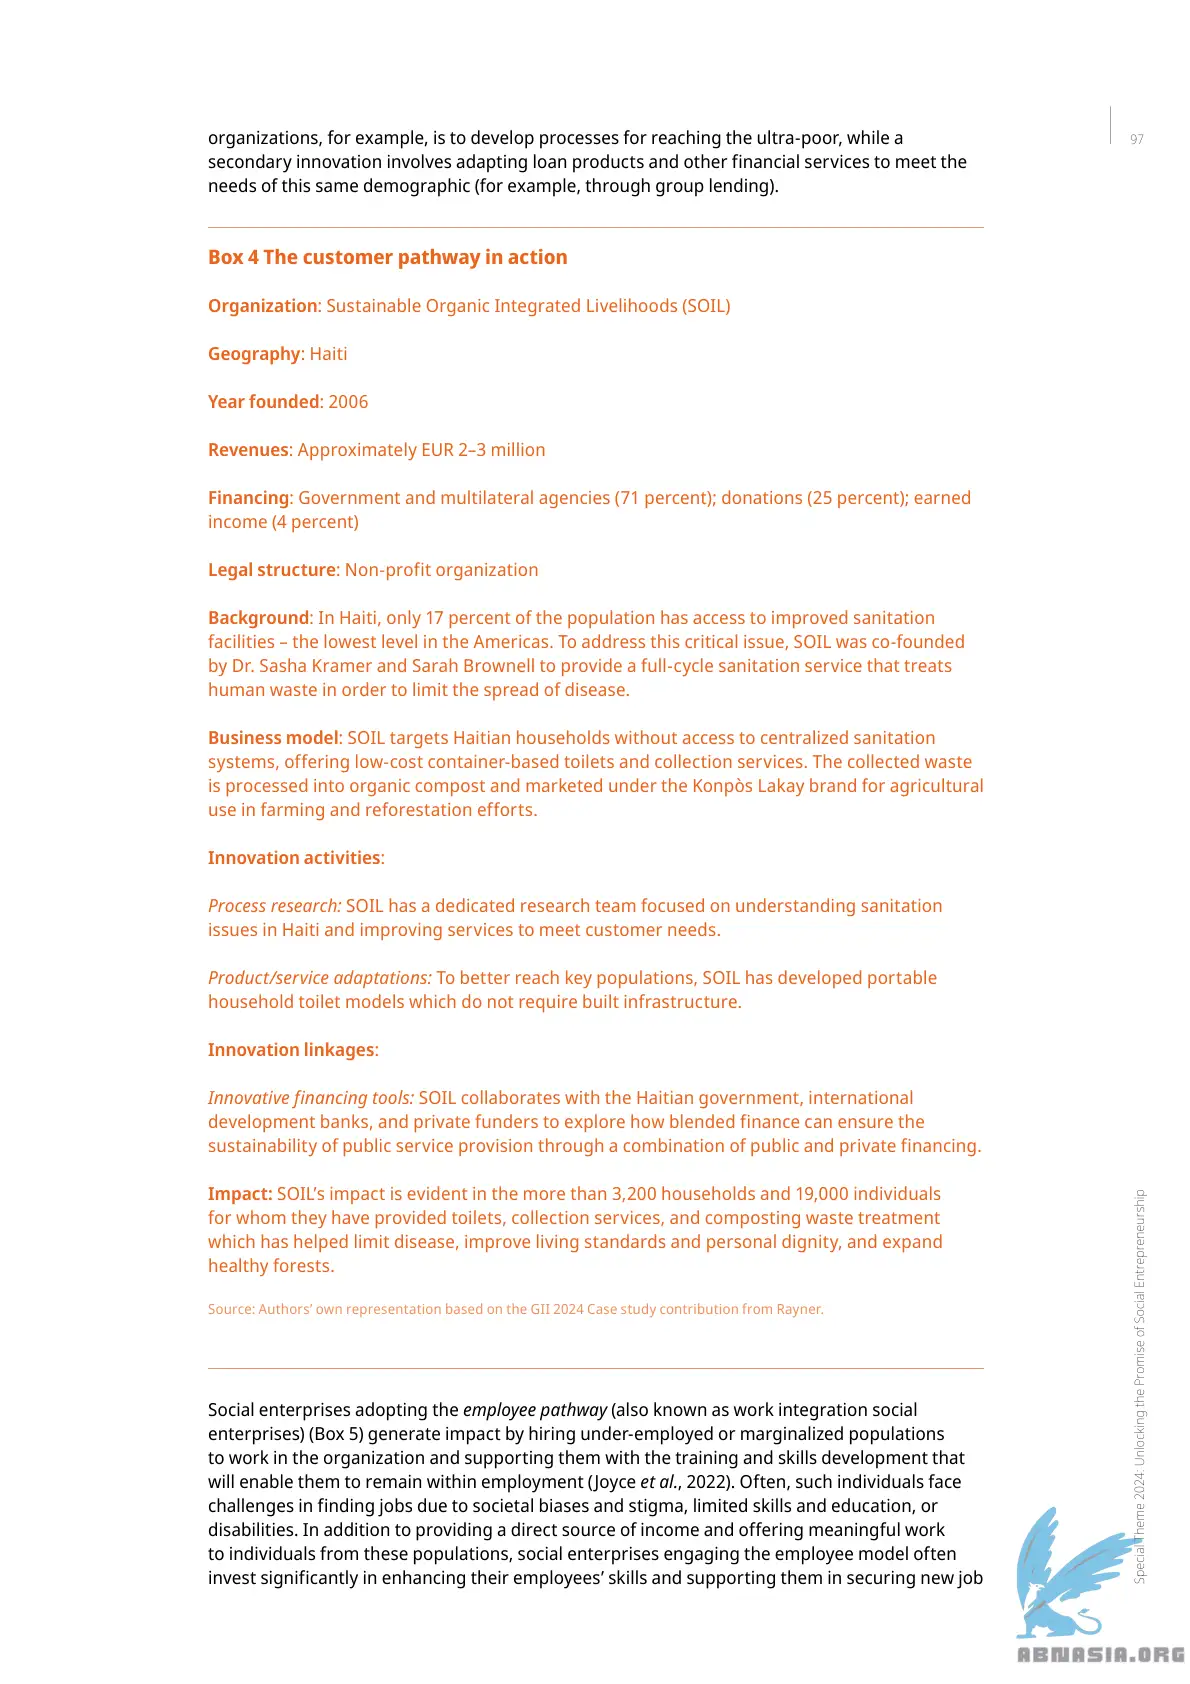 organizations, for example, is to develop processes for reaching the ultra-poor, while a
secondary innovation involves adapting loan products and other financial services to meet the
needs of this same demographic (for example, through group lending).
97
Box 4 The customer pathway in action
Organization: Sustainable Organic Integrated Livelihoods (SOIL)
Geography: Haiti
Year founded: 2006
Revenues: Approximately EUR 2–3 million
Financing: Government and multilateral agencies (71 percent); donations (25 percent); earned
income (4 percent)
Legal structure: Non-profit organization
Background: In Haiti, only 17 percent of the population has access to improved sanitation
facilities – the lowest level in the Americas. To address this critical issue, SOIL was co-founded
by Dr. Sasha Kramer and Sarah Brownell to provide a full-cycle sanitation service that treats
human waste in order to limit the spread of disease.
Business model: SOIL targets Haitian households without access to centralized sanitation
systems, offering low-cost container-based toilets and collection services. The collected waste
is processed into organic compost and marketed under the Konpòs Lakay brand for agricultural
use in farming and reforestation efforts.
Innovation activities:
Process research: SOIL has a dedicated research team focused on understanding sanitation
issues in Haiti and improving services to meet customer needs.
Product/service adaptations: To better reach key populations, SOIL has developed portable
household toilet models which do not require built infrastructure.
Innovation linkages:
Innovative financing tools: SOIL collaborates with the Haitian government, international
development banks, and private funders to explore how blended finance can ensure the
sustainability of public service provision through a combination of public and private financing.
Impact: SOIL's impact is evident in the more than 3,200 households and 19,000 individuals
for whom they have provided toilets, collection services, and composting waste treatment
which has helped limit disease, improve living standards and personal dignity, and expand
healthy forests.
Source: Authors' own representation based on the GII 2024 Case study contribution from Rayner.
Social enterprises adopting the employee pathway (also known as work integration social
enterprises) (Box 5) generate impact by hiring under-employed or marginalized populations
to work in the organization and supporting them with the training and skills development that
will enable them to remain within employment (Joyce et al., 2022). Often, such individuals face
challenges in finding jobs due to societal biases and stigma, limited skills and education, or
disabilities. In addition to providing a direct source of income and offering meaningful work
to individuals from these populations, social enterprises engaging the employee model often
invest significantly in enhancing their employees' skills and supporting them in securing new job
Special Theme 2024: Unlocking the Promise of Social Entrepreneurship
ABNASIA.ORG